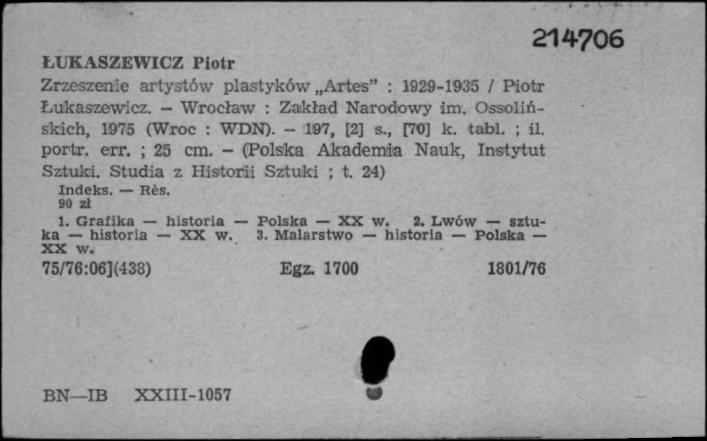 214706
ŁUKASZEWICZ Piotr
Zrzeszenie artystów plastyków „Artes” : 1929-1935 / Piotr
Łukaszewicz. — Wrocław : Zakład Narodowy im. Ossoliń-
skich, 1975 (Wroc : WDN). — 197, [2] s., [70] k. tabl. ; il.
portr. err. ; 25 cm. — (Polska Akademia Nauk, Instytut
Sztuki. Studia z Historii Sztuki ; t. 24)
Indeks. — Rès.
90 zł
1. Grafika — historia — Polska — XX w. 2. Lwów — sztu-
ka — historia — XX w. 3. Malarstwo — historia — Polska —
XX w.
75/76:06](438) Egz. 1700 1801/76
BN—IB XXIII-1057